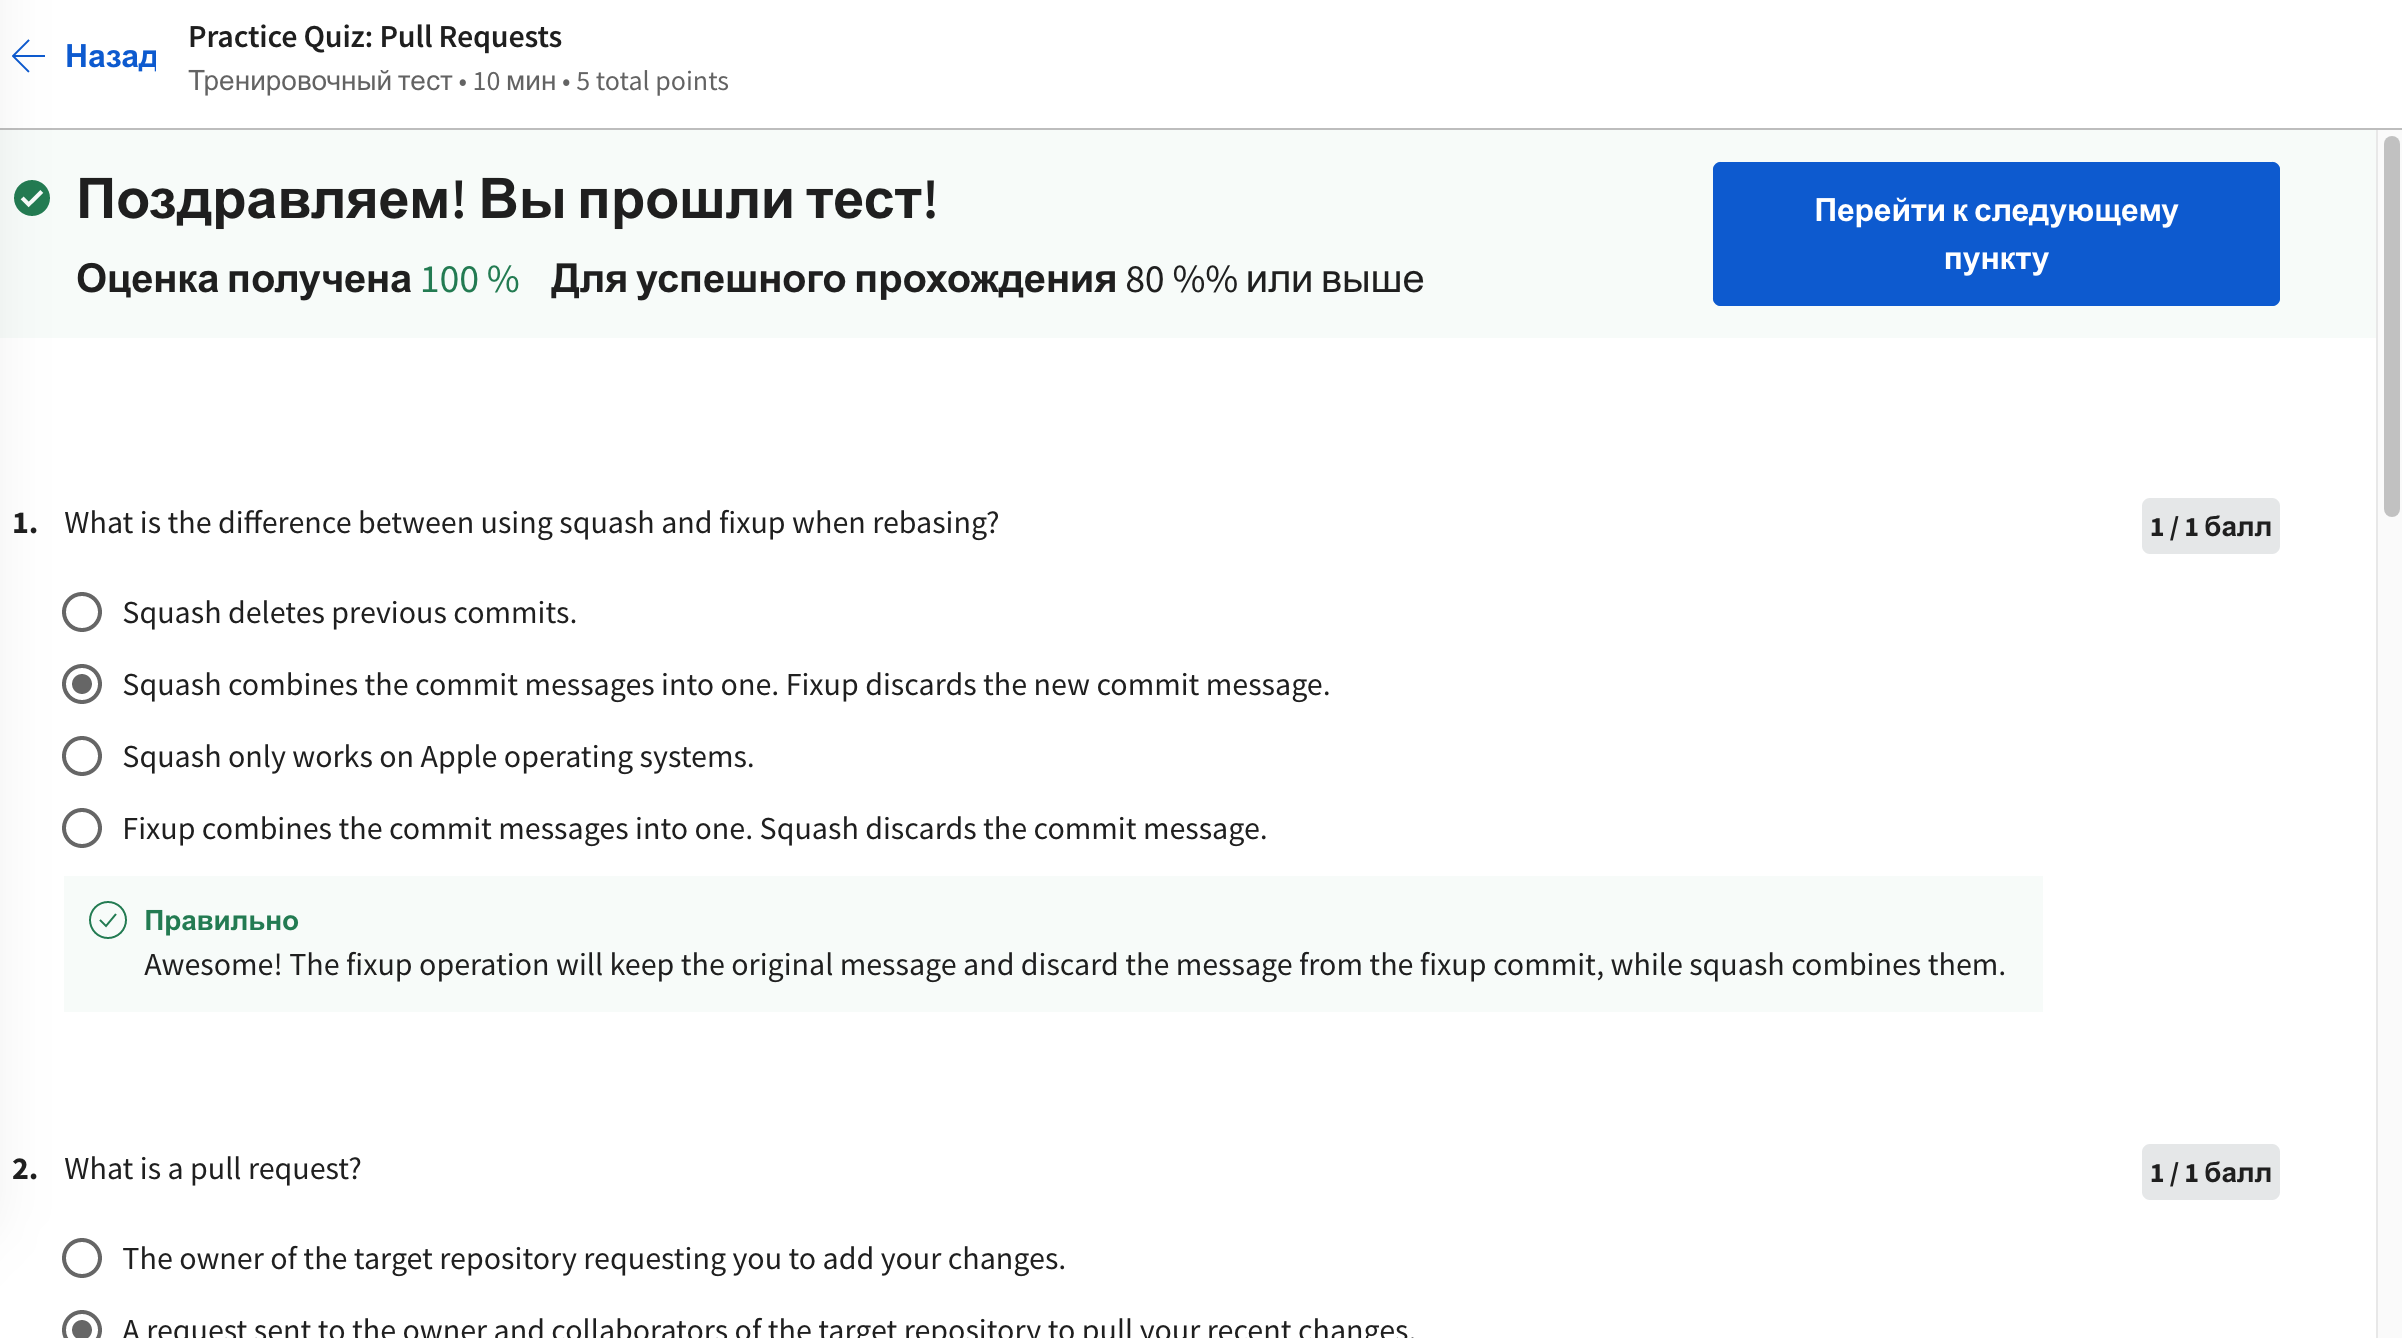 Назад
Practice Quiz: Pull Requests
Тренировочный тест • 10 мин • 5 total points
Поздравляем! Вы прошли тест!
Оценка получена 100 % Для успешного прохождения 80 %% или выше
Перейти к следующему
пункту
1. What is the difference between using squash and fixup when rebasing?
1 / 1 балл
Squash deletes previous commits.
Squash combines the commit messages into one. Fixup discards the new commit message.
Squash only works on Apple operating systems.
Fixup combines the commit messages into one. Squash discards the commit message.
Правильно
Awesome! The fixup operation will keep the original message and discard the message from the fixup commit, while squash combines them.
2. What is a pull request?
1 / 1 балл
The owner of the target repository requesting you to add your changes.
A request sent to the owner and collaborators of the target repository to pull your recent changes.